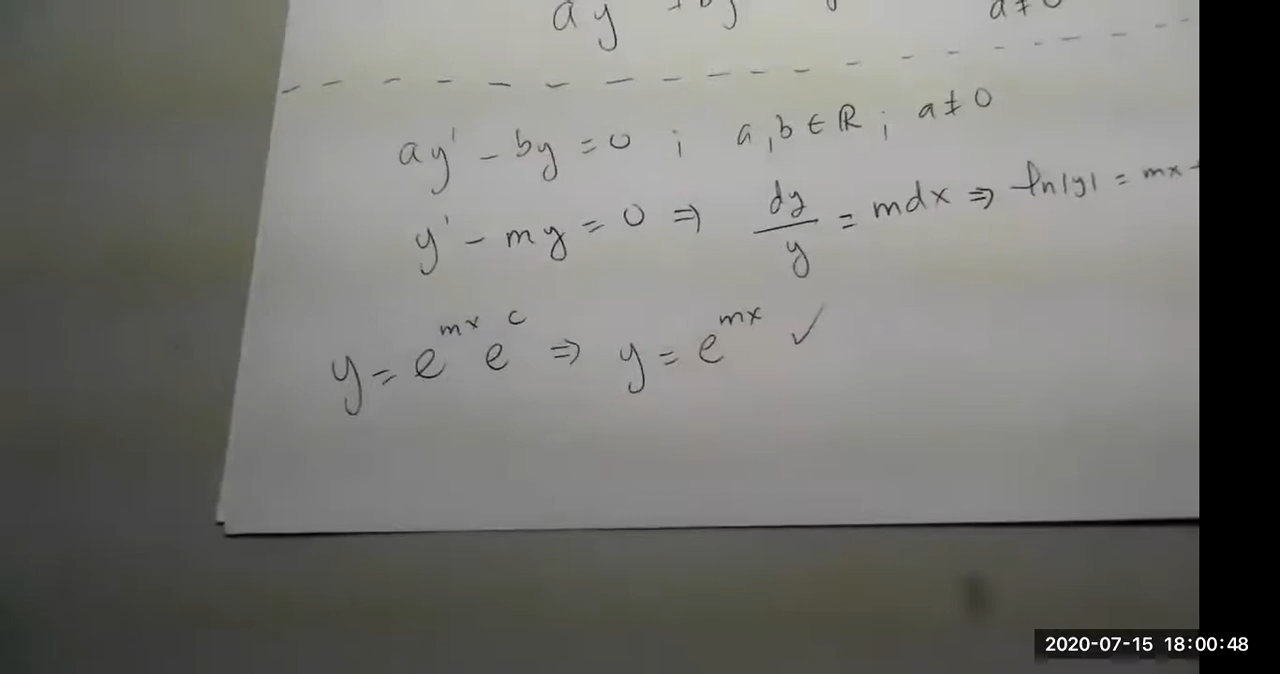 ay' - by = 0 ; a,b ∈ ℝ ; a ≠ 0
y' - my = 0 ⇒ dy/y = mdx ⇒ ln|y| = mx
y = e^{mx} e^{c} ⇒ y = e^{mx} ✓
2020-07-15 18:00:48